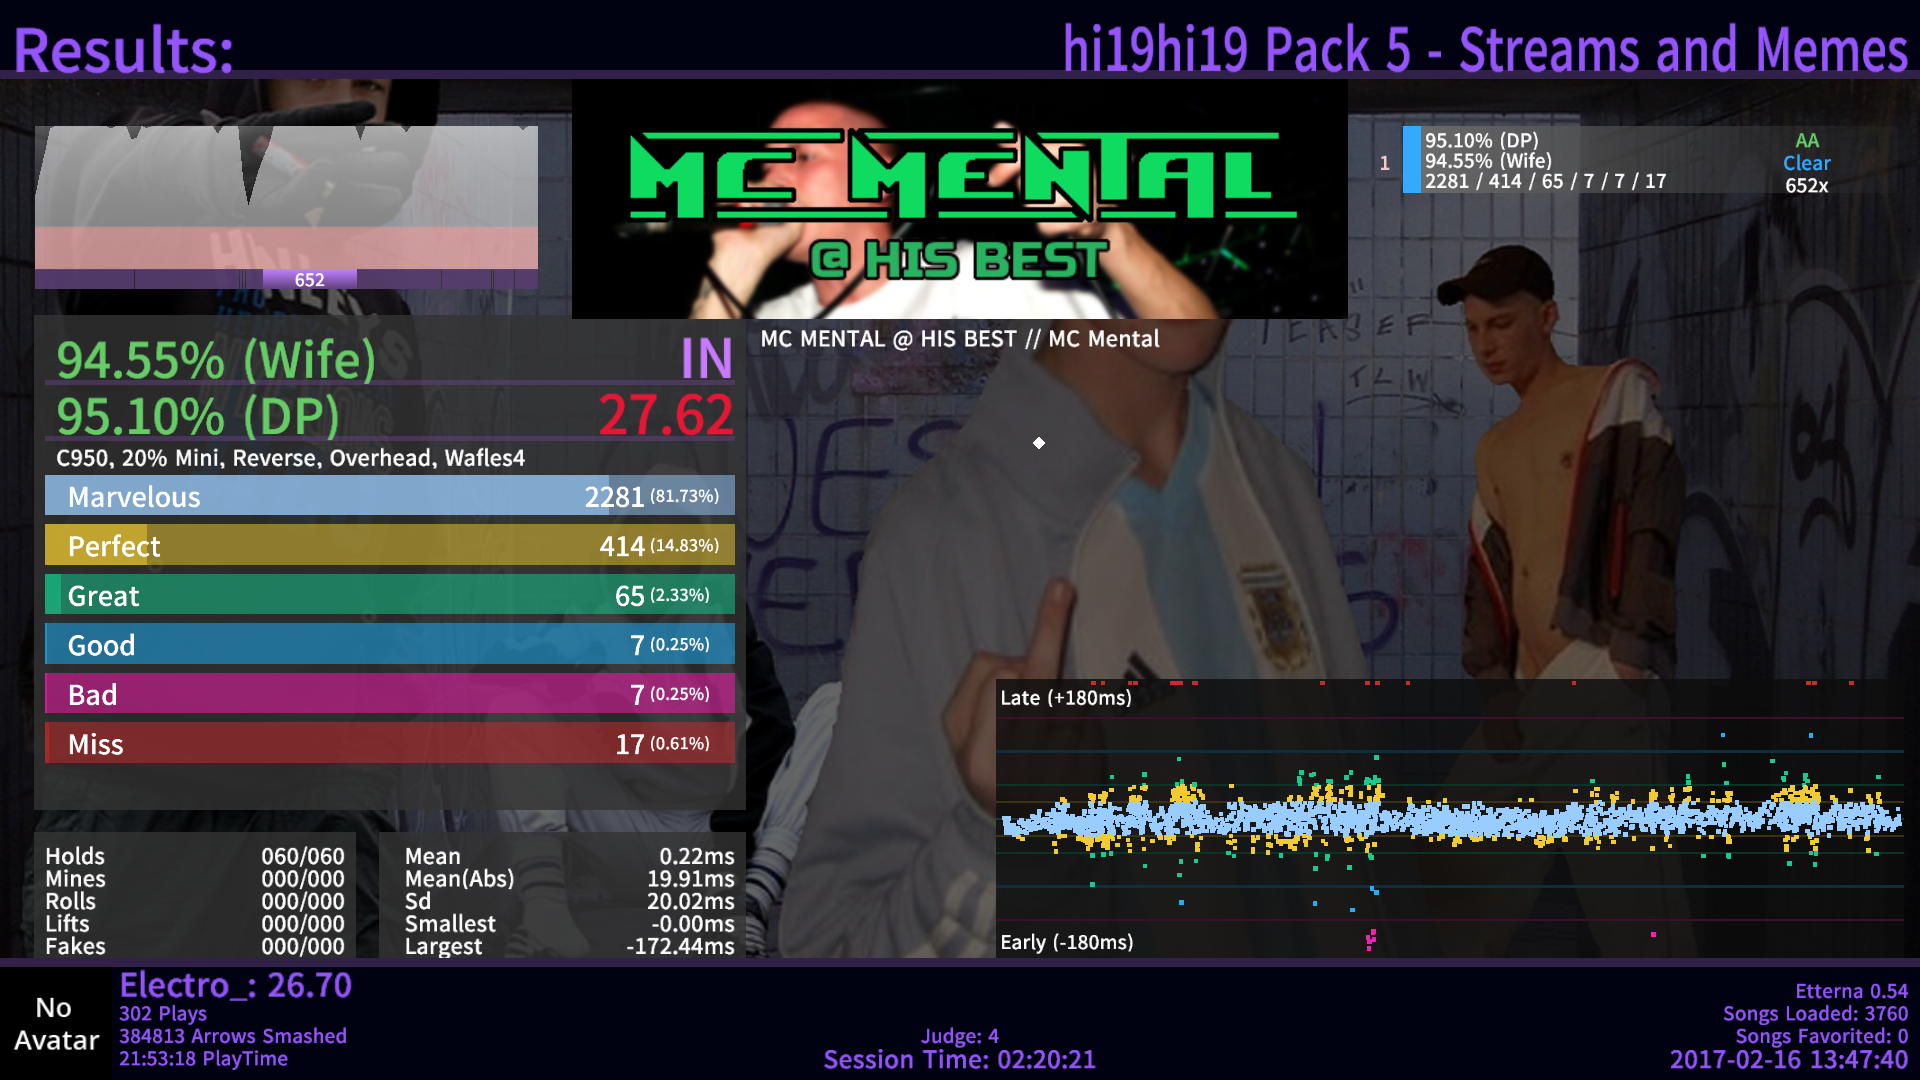 Results:
hi19hi19 Pack 5 - Streams and Memes
MC MENTAL
@ HIS BEST
652
1
95.10% (DP)
94.55% (Wife)
2281 / 414 / 65 / 7 / 7 / 17
AA
Clear
652x
MC MENTAL @ HIS BEST // MC Mental
94.55% (Wife) IN
95.10% (DP) 27.62
C950, 20% Mini, Reverse, Overhead, Wafles4
Marvelous 2281 (81.73%)
Perfect 414 (14.83%)
Great 65 (2.33%)
Good 7 (0.25%)
Bad 7 (0.25%)
Miss 17 (0.61%)
Holds 060/060
Mines 000/000
Rolls 000/000
Lifts 000/000
Fakes 000/000
Mean 0.22ms
Mean(Abs) 19.91ms
Sd 20.02ms
Smallest -0.00ms
Largest -172.44ms
Late (+180ms)
Early (-180ms)
No
Avatar
Electro_: 26.70
302 Plays
384813 Arrows Smashed
21:53:18 PlayTime
Judge: 4
Session Time: 02:20:21
Etterna 0.54
Songs Loaded: 3760
Songs Favorited: 0
2017-02-16 13:47:40